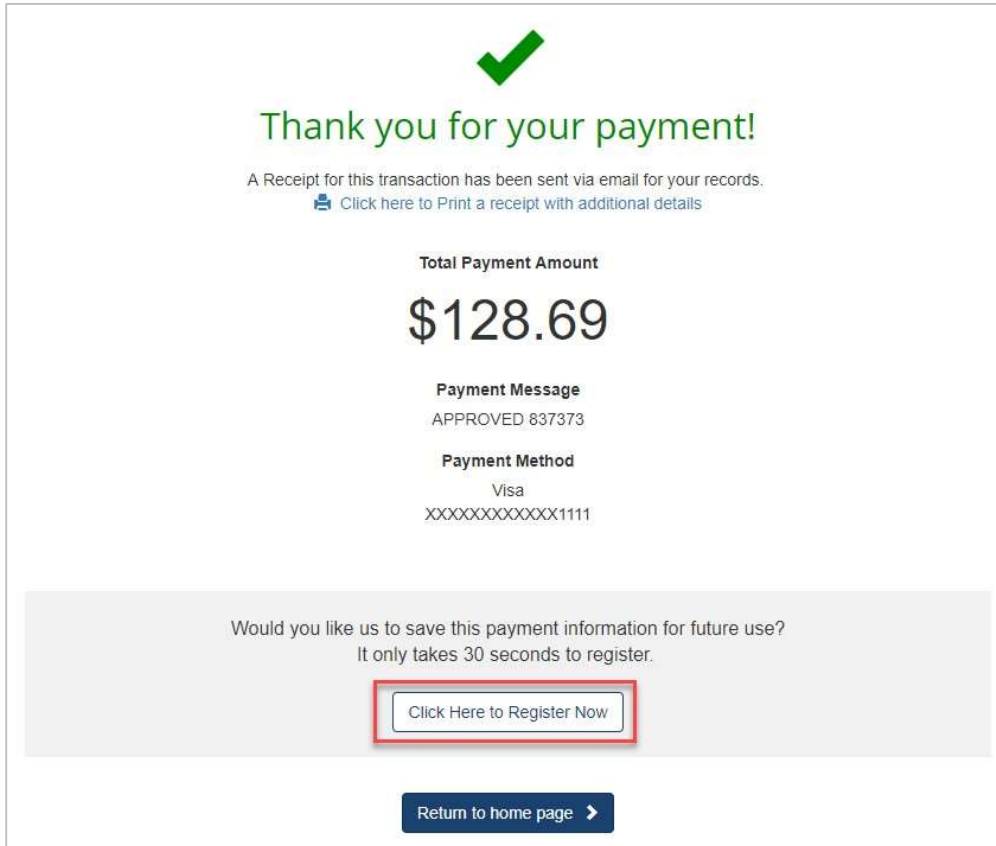 Thank you for your payment!
A Receipt for this transaction has been sent via email for your records.
Click here to Print a receipt with additional details
Total Payment Amount
$128.69
Payment Message
APPROVED 837373
Payment Method
Visa
XXXXXXXXXXXX1111
Would you like us to save this payment information for future use?
It only takes 30 seconds to register.
Click Here to Register Now
Return to home page